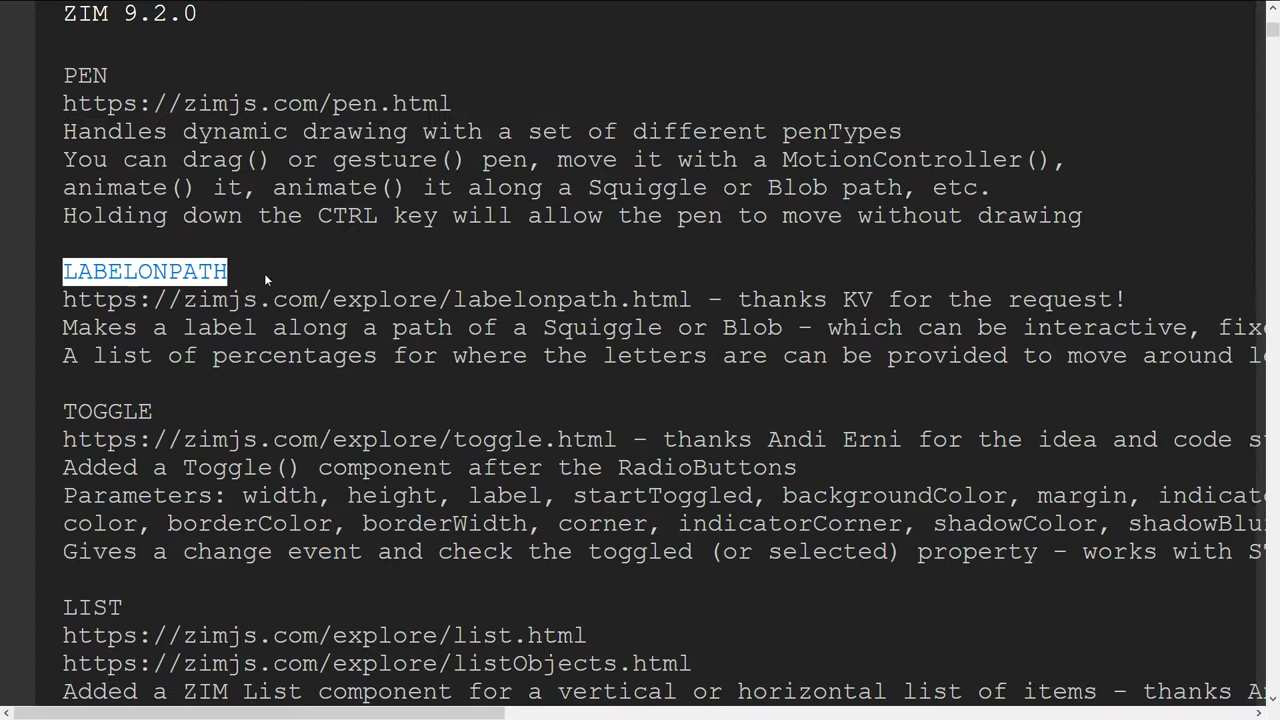 ZIM 9.2.0
PEN
https://zimjs.com/pen.html
Handles dynamic drawing with a set of different penTypes
You can drag() or gesture() pen, move it with a MotionController(),
animate() it, animate() it along a Squiggle or Blob path, etc.
Holding down the CTRL key will allow the pen to move without drawing
LABELONPATH
https://zimjs.com/explore/labelonpath.html - thanks KV for the request!
Makes a label along a path of a Squiggle or Blob - which can be interactive,
A list of percentages for where the letters are can be provided to move around
TOGGLE
https://zimjs.com/explore/toggle.html - thanks Andi Erni for the idea and code
Added a Toggle() component after the RadioButtons
Parameters: width, height, label, startToggled, backgroundColor, margin,
color, borderColor, borderWidth, corner, indicatorCorner, shadowColor,
Gives a change event and check the toggled (or selected) property - works with
LIST
https://zimjs.com/explore/list.html
https://zimjs.com/explore/listObjects.html
Added a ZIM List component for a vertical or horizontal list of items - thanks